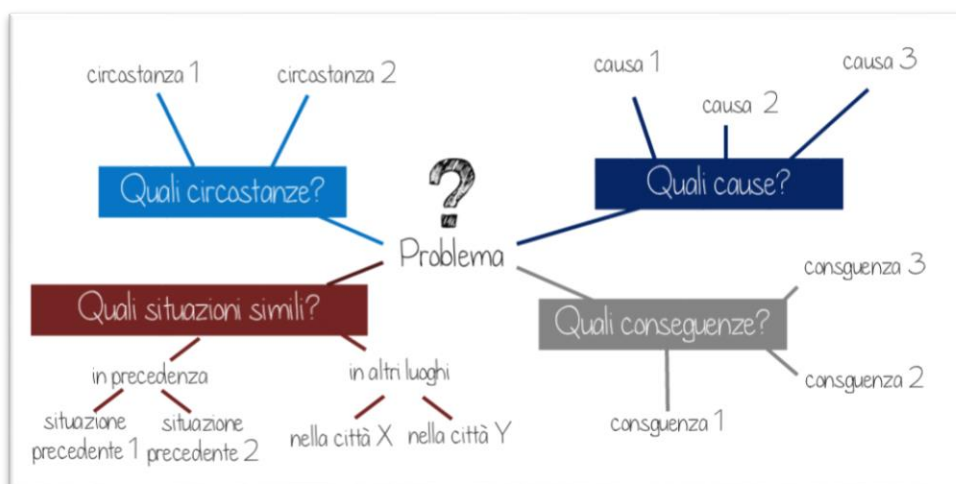 circostanza 1
circostanza 2
Quali circostanze?
causa 1
causa 2
causa 3
Quali cause?
?
Problema
Quali situazioni simili?
in precedenza
situazione
precedente 1
situazione
precedente 2
in altri luoghi
nella città X
nella città Y
Quali conseguenze?
consguenza 3
consguenza 2
consguenza 1